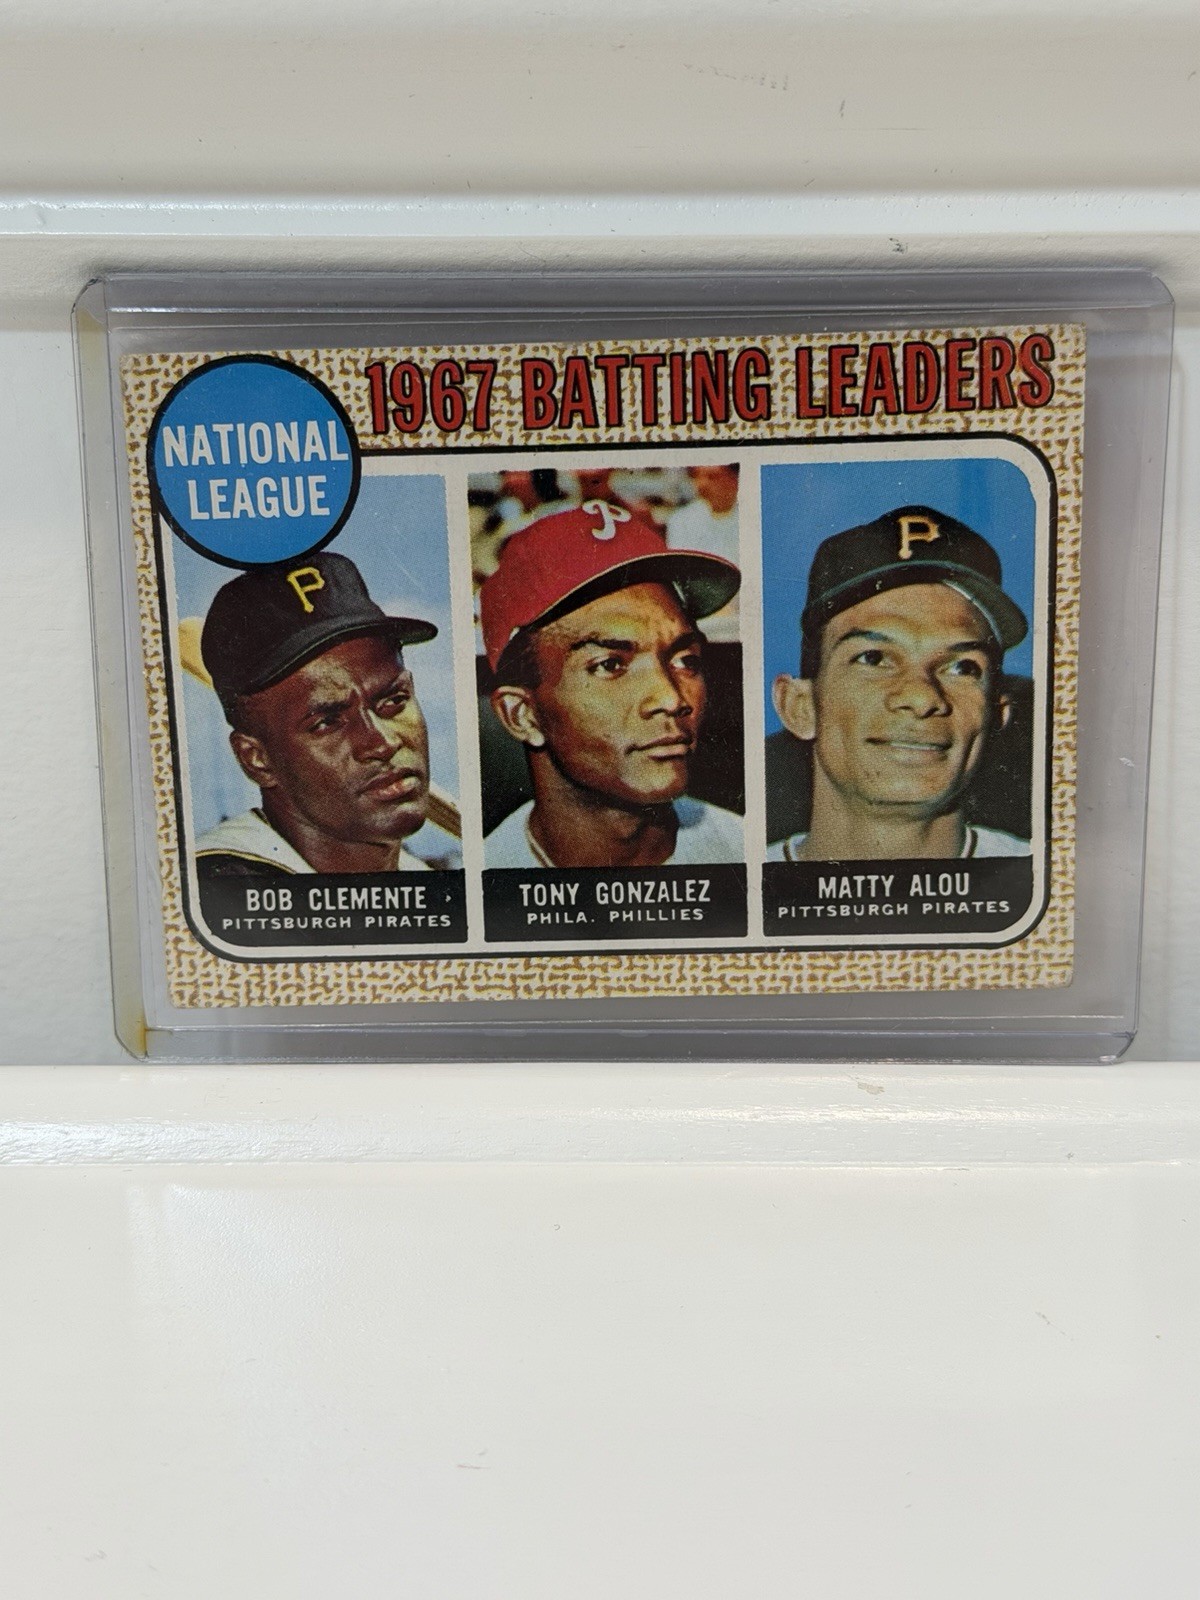 1967 BATTING LEADERS
NATIONAL
LEAGUE
P
P
P
BOB CLEMENTE
PITTSBURGH PIRATES
TONY GONZALEZ
PHILA. PHILLIES
MATTY ALOU
PITTSBURGH PIRATES